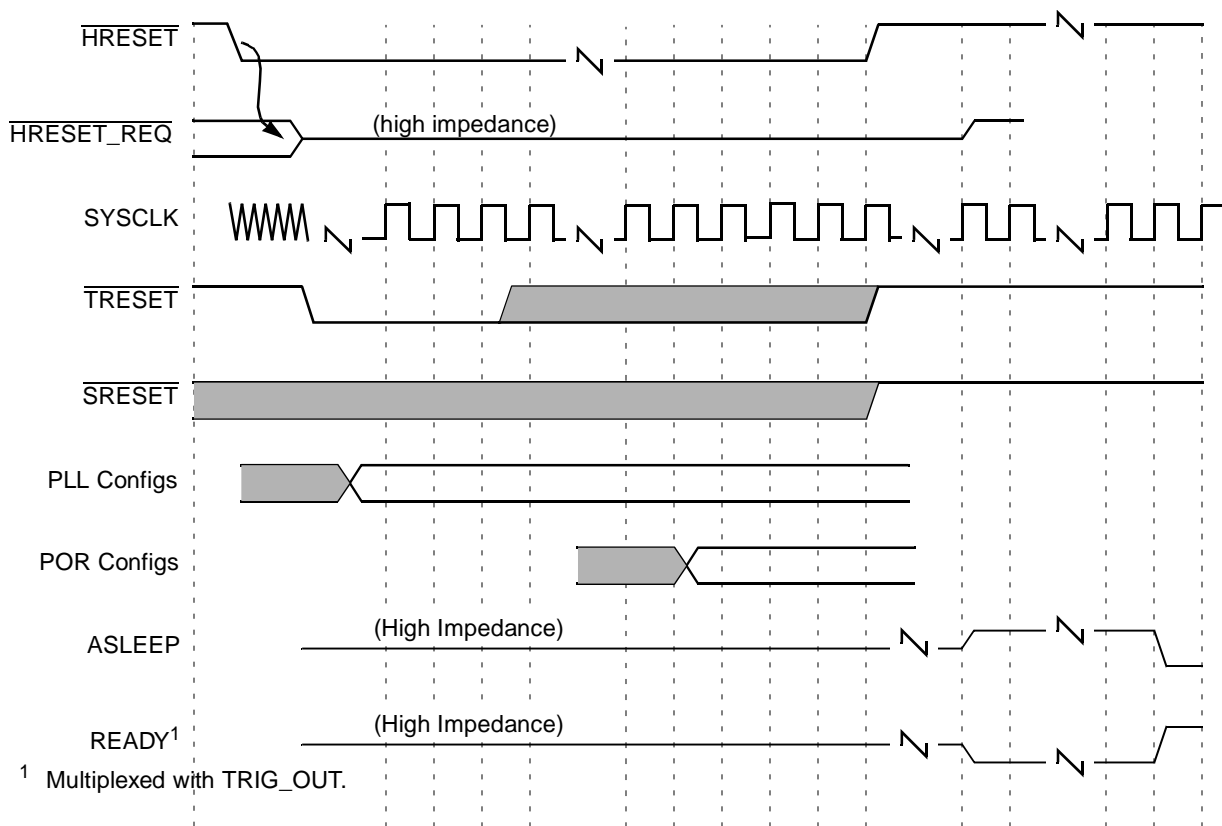 HRESET
HRESET_REQ
(high impedance)
SYSCLK
TRESET
SRESET
PLL Configs
POR Configs
ASLEEP
(High Impedance)
READY1
(High Impedance)
1 Multiplexed with TRIG_OUT.